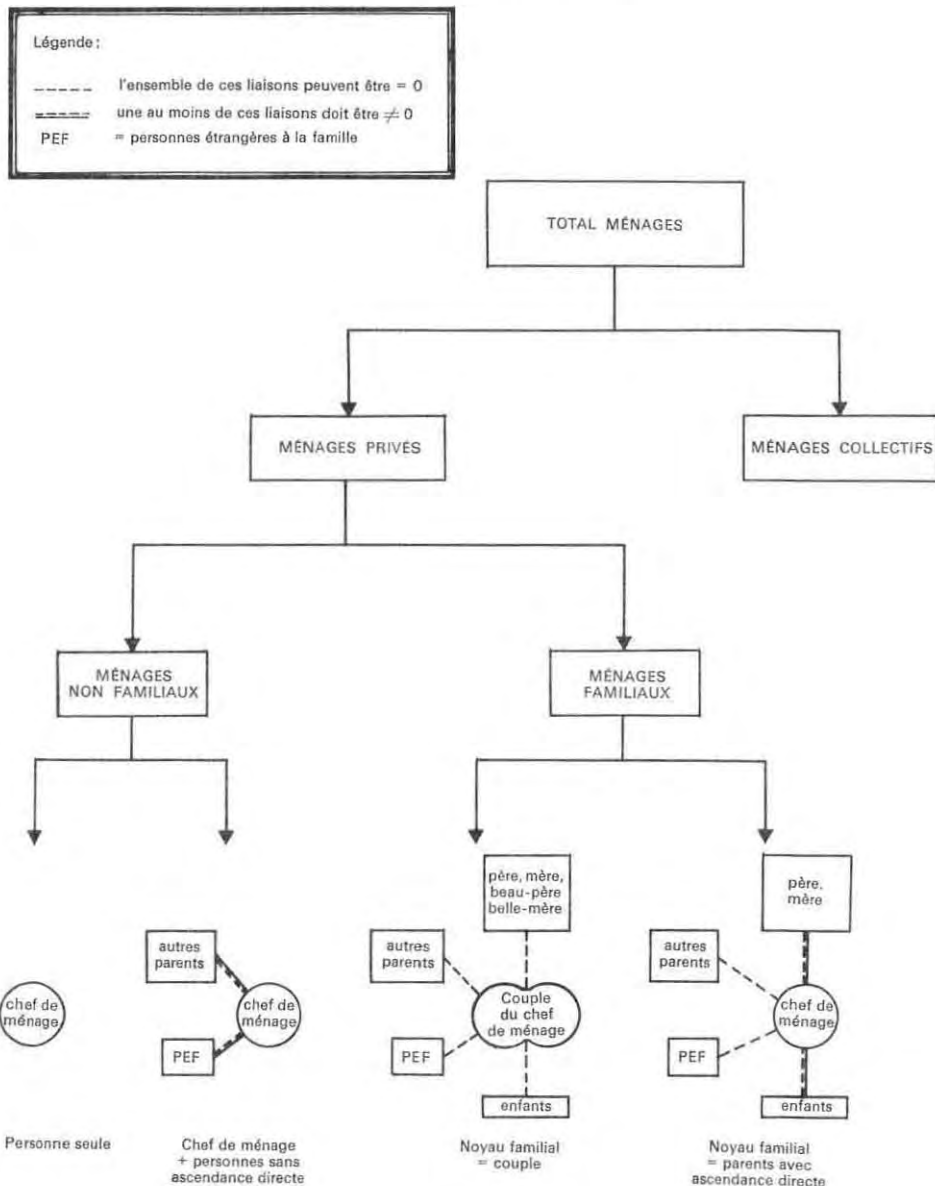 Légende:
l'ensemble de ces liaisons peuvent être = 0
une au moins de ces liaisons doit être ≠ 0
PEF = personnes étrangères à la famille
TOTAL MÉNAGES
MÉNAGES PRIVÉS
MÉNAGES COLLECTIFS
MÉNAGES
NON FAMILIAUX
MÉNAGES
FAMILIAUX
chef de
ménage
Personne seule
autres
parents
chef de
ménage
PEF
Chef de ménage
+ personnes sans
ascendance directe
père, mère,
beau-père
belle-mère
autres
parents
Couple
du chef
de ménage
PEF
enfants
Noyau familial
= couple
père,
mère
autres
parents
chef de
ménage
PEF
enfants
Noyau familial
= parents avec
ascendance directe